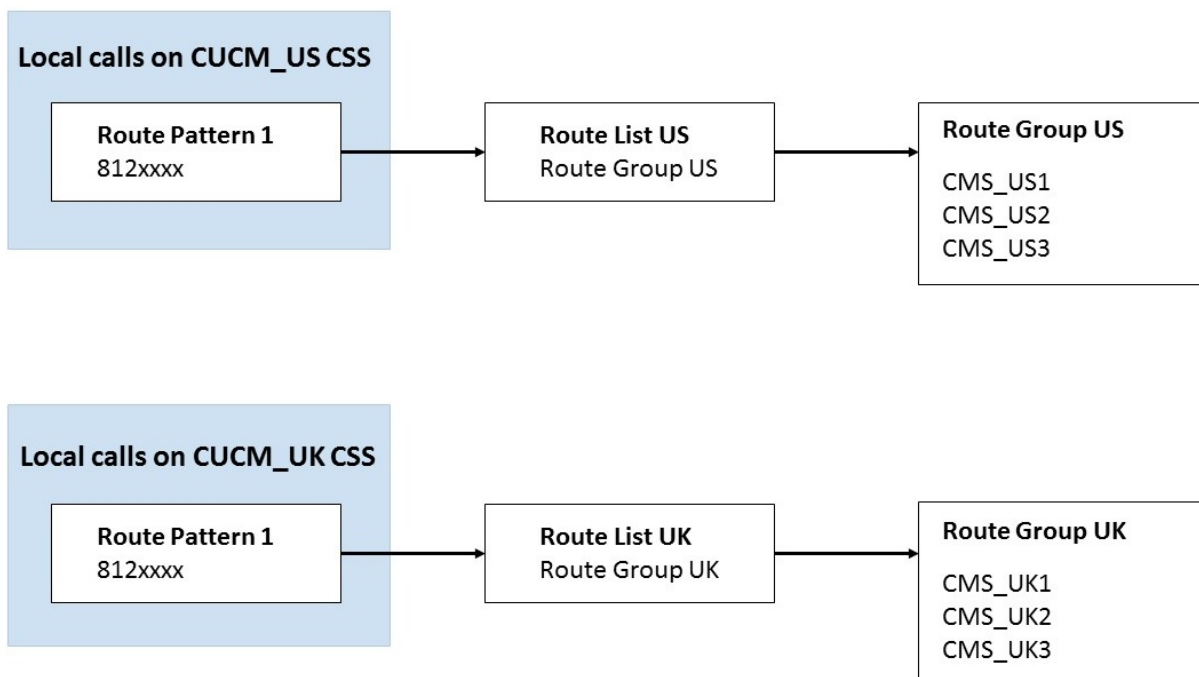 Local calls on CUCM_US CSS
Route Pattern 1
812xxxx
Route List US
Route Group US
Route Group US
CMS_US1
CMS_US2
CMS_US3
Local calls on CUCM_UK CSS
Route Pattern 1
812xxxx
Route List UK
Route Group UK
Route Group UK
CMS_UK1
CMS_UK2
CMS_UK3